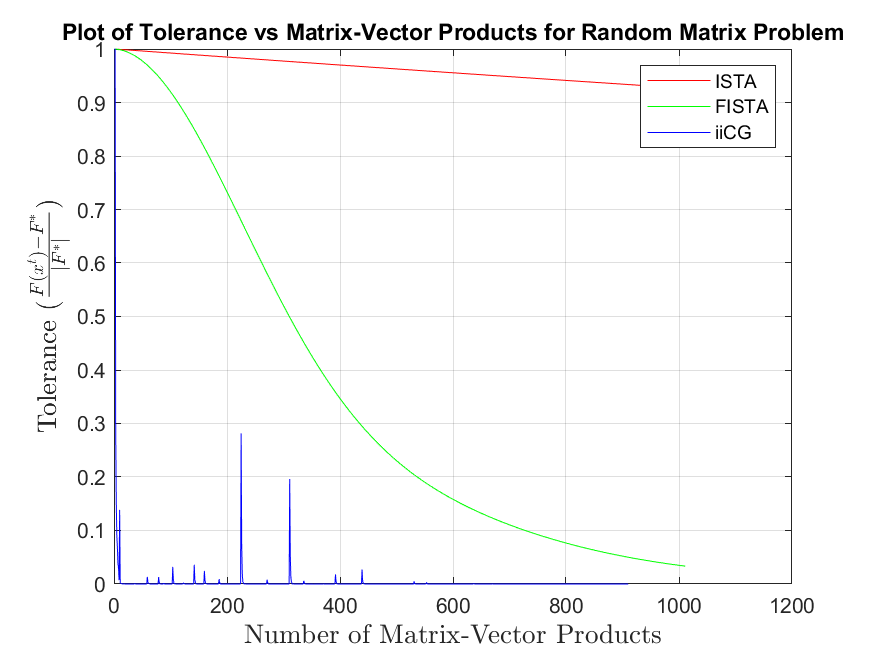 Plot of Tolerance vs Matrix-Vector Products for Random Matrix Problem
1
0.9
0.8
0.7
0.6
0.5
0.4
0.3
0.2
0.1
0
Tolerance (\frac{F(x^t)-F^*}{|F^*|})
ISTA
FISTA
iiCG
0 200 400 600 800 1000 1200
Number of Matrix-Vector Products